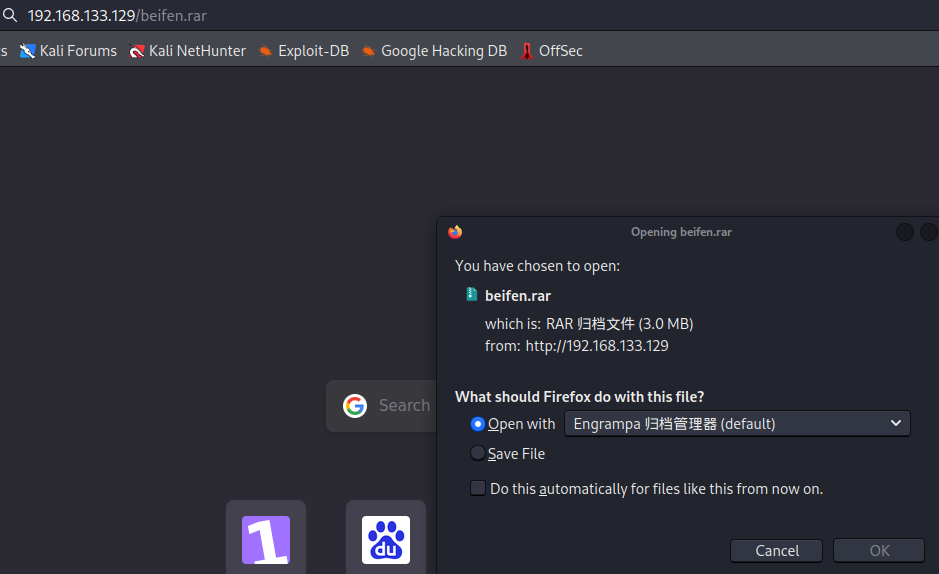 192.168.133.129/beifen.rar
s Kali Forums Kali NetHunter Exploit-DB Google Hacking DB OffSec
Opening beifen.rar
You have chosen to open:
beifen.rar
which is: RAR 归档文件 (3.0 MB)
from: http://192.168.133.129
What should Firefox do with this file?
Open with Engrampa 归档管理器 (default)
Search
Save File
Do this automatically for files like this from now on.
1 du
Cancel OK